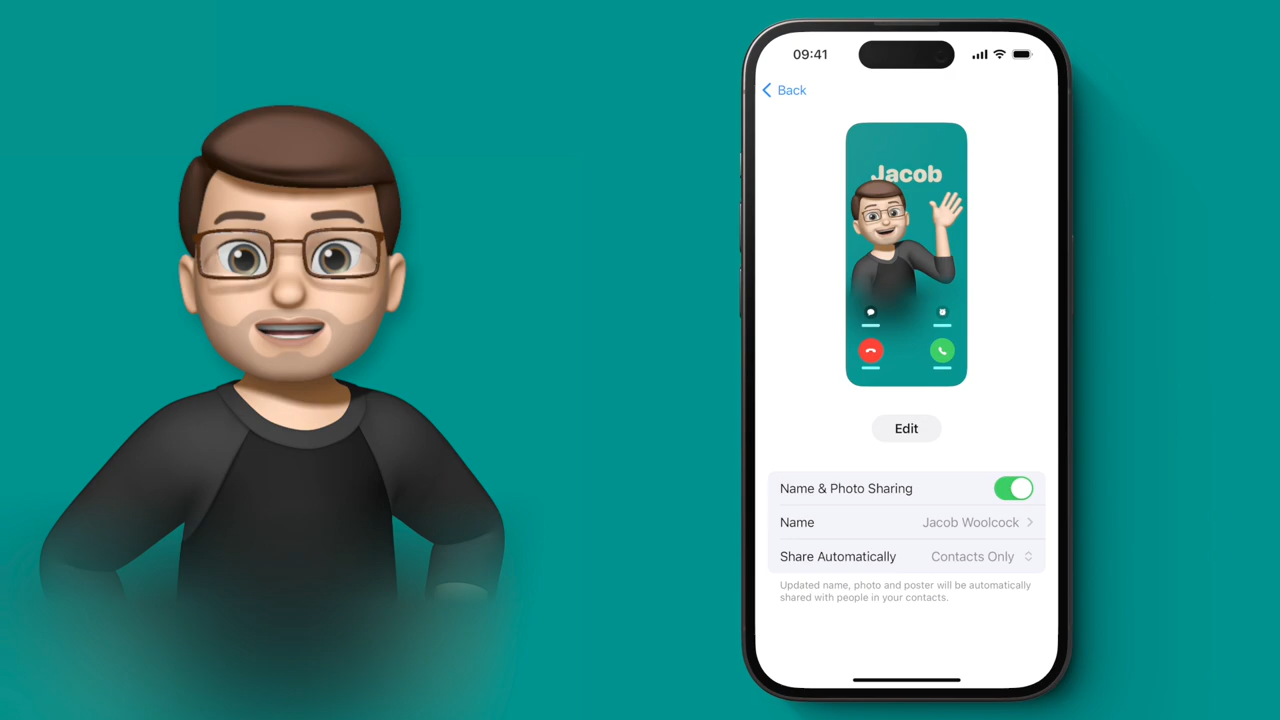 09:41
Back
Jacob
Edit
Name & Photo Sharing
Name Jacob Woolcock
Share Automatically Contacts Only
Updated name, photo and poster will be automatically
shared with people in your contacts.